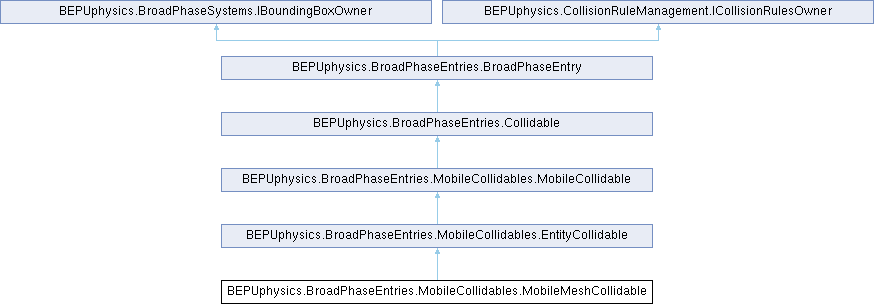 BEPUphysics.BroadPhaseSystems.IBoundingBoxOwner
BEPUphysics.CollisionRuleManagement.ICollisionRulesOwner
BEPUphysics.BroadPhaseEntries.BroadPhaseEntry
BEPUphysics.BroadPhaseEntries.Collidable
BEPUphysics.BroadPhaseEntries.MobileCollidables.MobileCollidable
BEPUphysics.BroadPhaseEntries.MobileCollidables.EntityCollidable
BEPUphysics.BroadPhaseEntries.MobileCollidables.MobileMeshCollidable